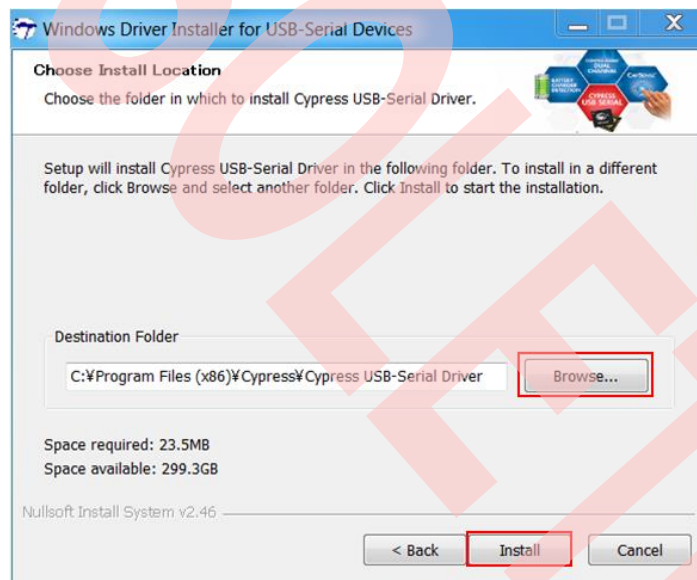 Windows Driver Installer for USB-Serial Devices
Choose Install Location
Choose the folder in which to install Cypress USB-Serial Driver.
CYPRESS
USB SERIAL
Setup will install Cypress USB-Serial Driver in the following folder. To install in a different
folder, click Browse and select another folder. Click Install to start the installation.
Destination Folder
C:¥Program Files (x86)¥Cypress¥Cypress USB-Serial Driver
Browse...
Space required: 23.5MB
Space available: 299.3GB
Nullsoft Install System v2.46
< Back
Install
Cancel